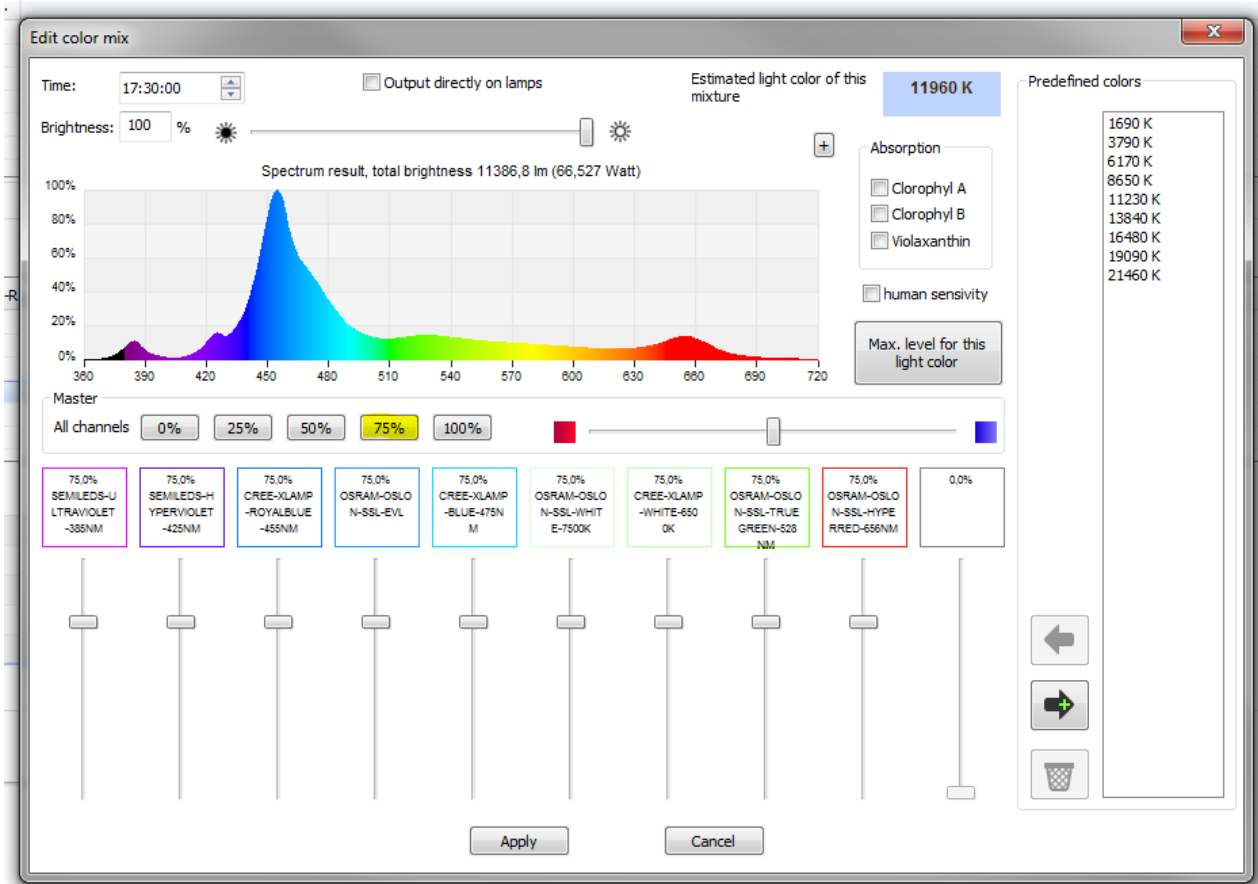 Edit color mix
X
Time:
17:30:00
Output directly on lamps
Estimated light color of this
mixture
11960 K
Predefined colors
Brightness:
100
%
+
Absorption
1690 K
3790 K
6170 K
8650 K
11230 K
13840 K
16480 K
19090 K
21460 K
Spectrum result, total brightness 11386,8 lm (66,527 Watt)
Clorophyl A
Clorophyl B
Violaxanthin
100%
80%
60%
40%
20%
0%
-R
human sensivity
Max. level for this
light color
360 390 420 450 480 510 540 570 600 630 660 690 720
Master
All channels
0%
25%
50%
75%
100%
75,0%
SEMILEDS-U
LTRAVIOLET
-385NM
75,0%
SEMILEDS-H
YPERVIOLET
-425NM
75,0%
CREE-XLAMP
-ROYALBLUE
-455NM
75,0%
OSRAM-OSLO
N-SSL-EVL
75,0%
CREE-XLAMP
-BLUE-475N
M
75,0%
OSRAM-OSLO
N-SSL-WHIT
E-7500K
75,0%
CREE-XLAMP
-WHITE-650
0K
75,0%
OSRAM-OSLO
N-SSL-TRUE
GREEN-528
NM
75,0%
OSRAM-OSLO
N-SSL-HYPE
RRED-656NM
0,0%
Apply
Cancel